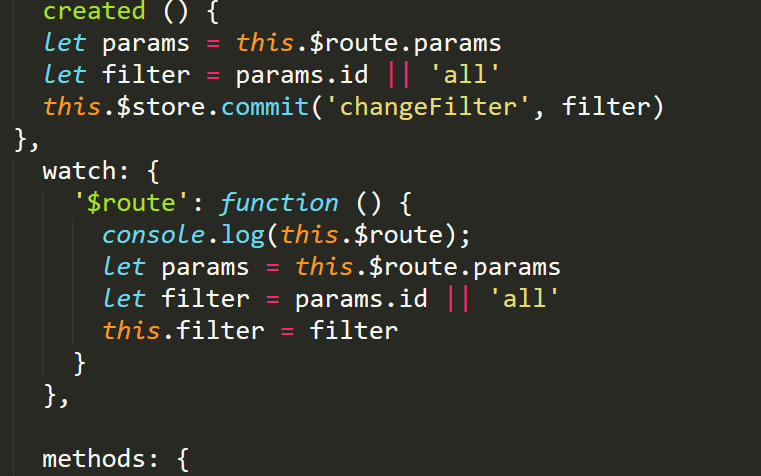 created () {
let params = this.$route.params
let filter = params.id || 'all'
this.$store.commit('changeFilter', filter)
},
watch: {
'$route': function () {
console.log(this.$route);
let params = this.$route.params
let filter = params.id || 'all'
this.filter = filter
}
},
methods: {